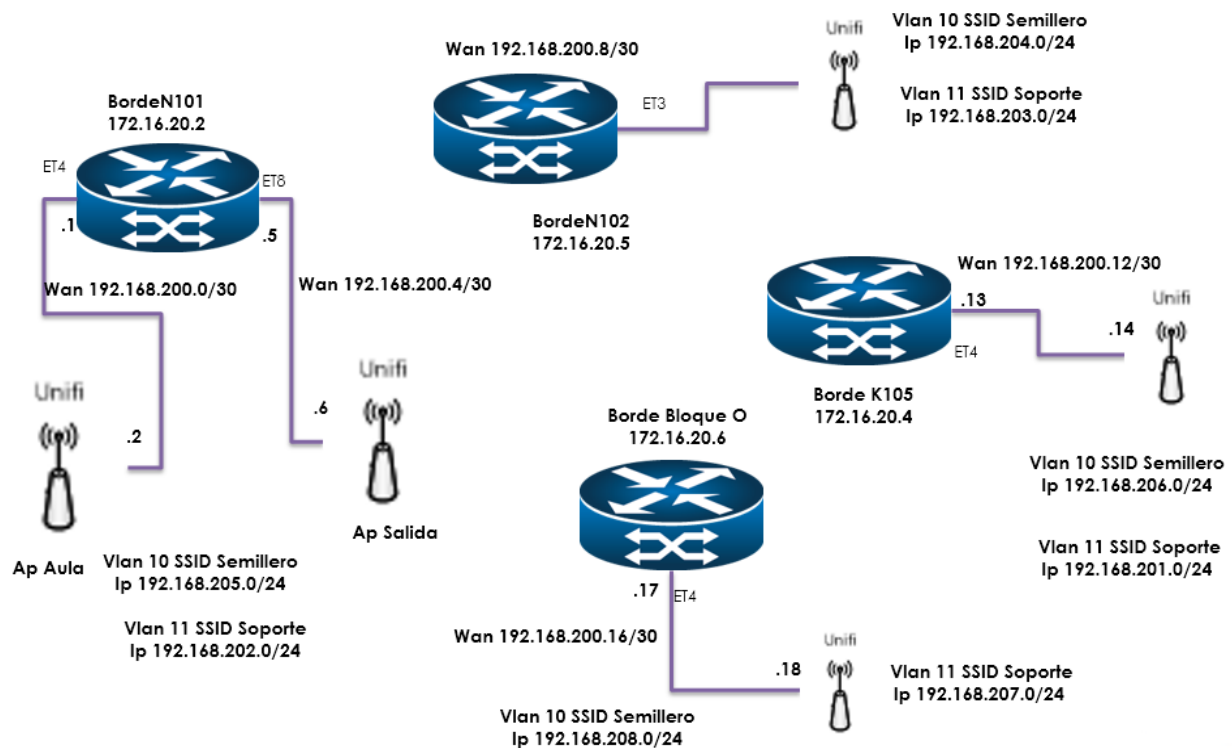 Unifi
Vlan 10 SSID Semillero
Ip 192.168.204.0/24
Vlan 11 SSID Soporte
Ip 192.168.203.0/24
Wan 192.168.200.8/30
ET3
BordeN102
172.16.20.5
BordeN101
172.16.20.2
ET4
ET8
.1
.5
Wan 192.168.200.0/30
Wan 192.168.200.4/30
Unifi
.2
Ap Aula
Unifi
.6
Ap Salida
Vlan 10 SSID Semillero
Ip 192.168.205.0/24
Vlan 11 SSID Soporte
Ip 192.168.202.0/24
Wan 192.168.200.12/30
.13
ET4
.14
Unifi
Borde K105
172.16.20.4
Vlan 10 SSID Semillero
Ip 192.168.206.0/24
Vlan 11 SSID Soporte
Ip 192.168.201.0/24
Borde Bloque O
172.16.20.6
.17
ET4
Wan 192.168.200.16/30
.18
Unifi
Vlan 11 SSID Soporte
Ip 192.168.207.0/24
Vlan 10 SSID Semillero
Ip 192.168.208.0/24